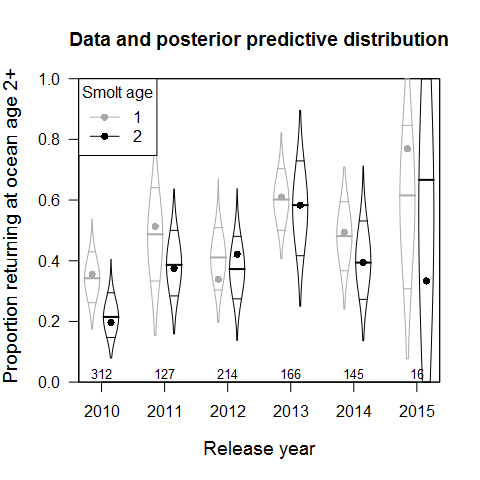 Data and posterior predictive distribution
Proportion returning at ocean age 2+
1.0
0.8
0.6
0.4
0.2
0.0
Smolt age
1
2
312 127 214 166 145 16
2010 2011 2012 2013 2014 2015
Release year